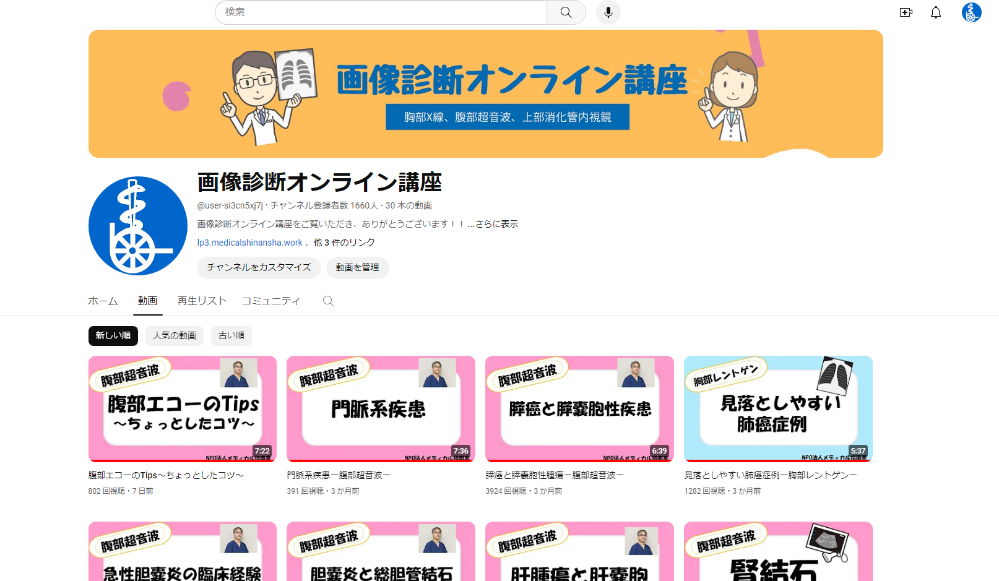 検索
画像診断オンライン講座
胸部X線、腹部超音波、上部消化管内視鏡
画像診断オンライン講座
@user-si3cn5xj7j・チャンネル登録者数 1660人・30 本の動画
画像診断オンライン講座をご覧いただき、ありがとうございます！！ ...さらに表示
lp3.medicalshinansha.work 、他 3 件のリンク
チャンネルをカスタマイズ 動画を管理
ホーム 動画 再生リスト コミュニティ
新しい順 人気の動画 古い順
腹部超音波
腹部エコーのTips
～ちょっとしたコツ～
7:22
NPO法人メディカル指南車
腹部エコーのTips～ちょっとしたコツ～
802 回視聴・7 日前
腹部超音波
門脈系疾患
7:36
NPO法人メディカル指南車
門脈系疾患ー腹部超音波ー
391 回視聴・3 か月前
腹部超音波
膵癌と膵嚢胞性疾患
6:39
NPO法人メディカル指南車
膵癌と膵嚢胞性腫瘍ー腹部超音波ー
3924 回視聴・3 か月前
胸部レントゲン
見落としやすい
肺癌症例
5:37
NPO法人メディカル指南車
見落としやすい肺癌症例ー胸部レントゲンー
1282 回視聴・3 か月前
腹部超音波
急性胆嚢炎の臨床経験
腹部超音波
胆嚢炎と総胆管結石
腹部超音波
肝腫瘍と肝嚢胞
腹部超音波
腎結石